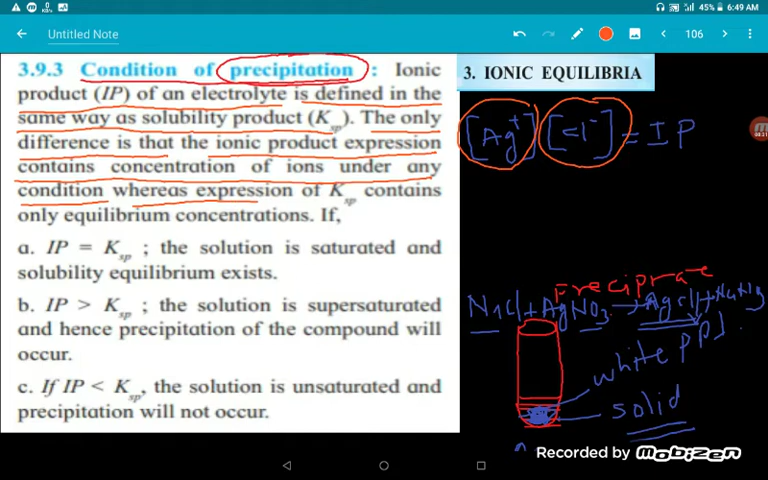 45% 6:49 AM
Untitled Note
106
3.9.3 Condition of precipitation : Ionic
product (IP) of an electrolyte is defined in the
same way as solubility product (Ksp). The only
difference is that the ionic product expression
contains concentration of ions under any
condition whereas expression of Ksp contains
only equilibrium concentrations. If,
a. IP = Ksp ; the solution is saturated and
solubility equilibrium exists.
b. IP > Ksp ; the solution is supersaturated
and hence precipitation of the compound will
occur.
c. If IP < Ksp, the solution is unsaturated and
precipitation will not occur.
3. IONIC EQUILIBRIA
[Ag+] [Cl-] = IP
Preciprate
NaCl + AgNO3 →
white ppt
solid
Recorded by Mobizen